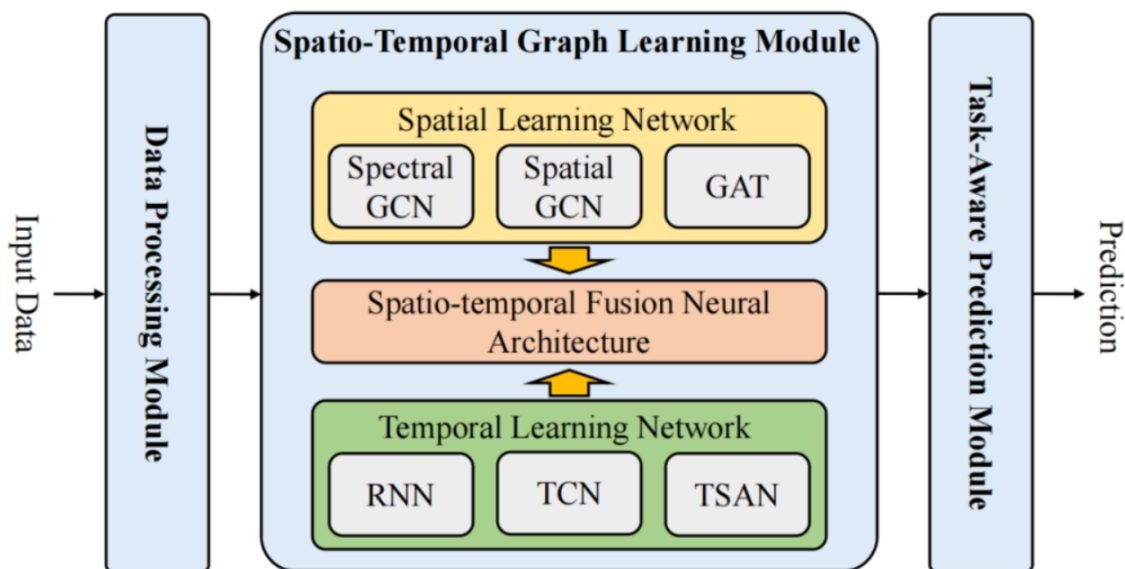 Input Data
Data Processing Module
Spatio-Temporal Graph Learning Module
Spatial Learning Network
Spectral
GCN
Spatial
GCN
GAT
Spatio-temporal Fusion Neural
Architecture
Temporal Learning Network
RNN
TCN
TSAN
Task-Aware Prediction Module
Prediction